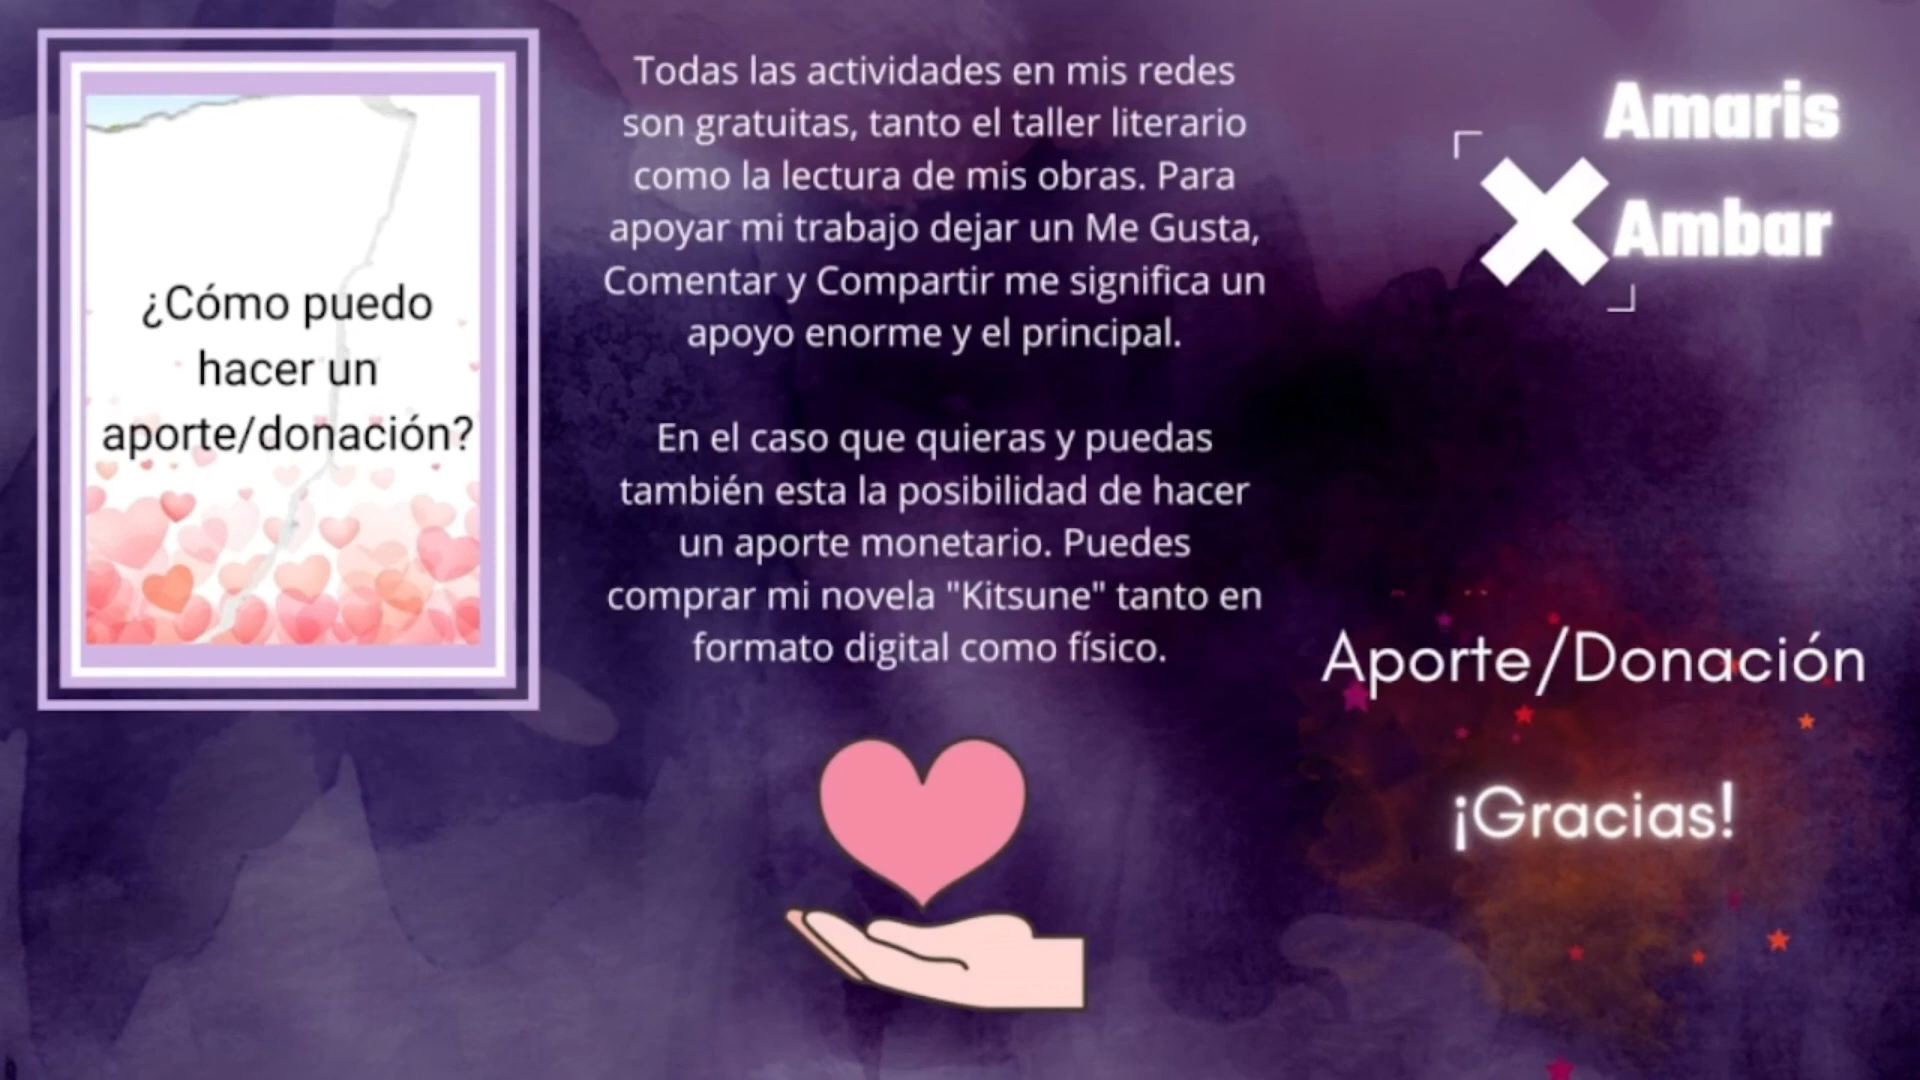 ¿Cómo puedo
hacer un
aporte/donación?
Todas las actividades en mis redes
son gratuitas, tanto el taller literario
como la lectura de mis obras. Para
apoyar mi trabajo dejar un Me Gusta,
Comentar y Compartir me significa un
apoyo enorme y el principal.
En el caso que quieras y puedas
también esta la posibilidad de hacer
un aporte monetario. Puedes
comprar mi novela "Kitsune" tanto en
formato digital como físico.
Amaris
Ambar
Aporte/Donación
¡Gracias!